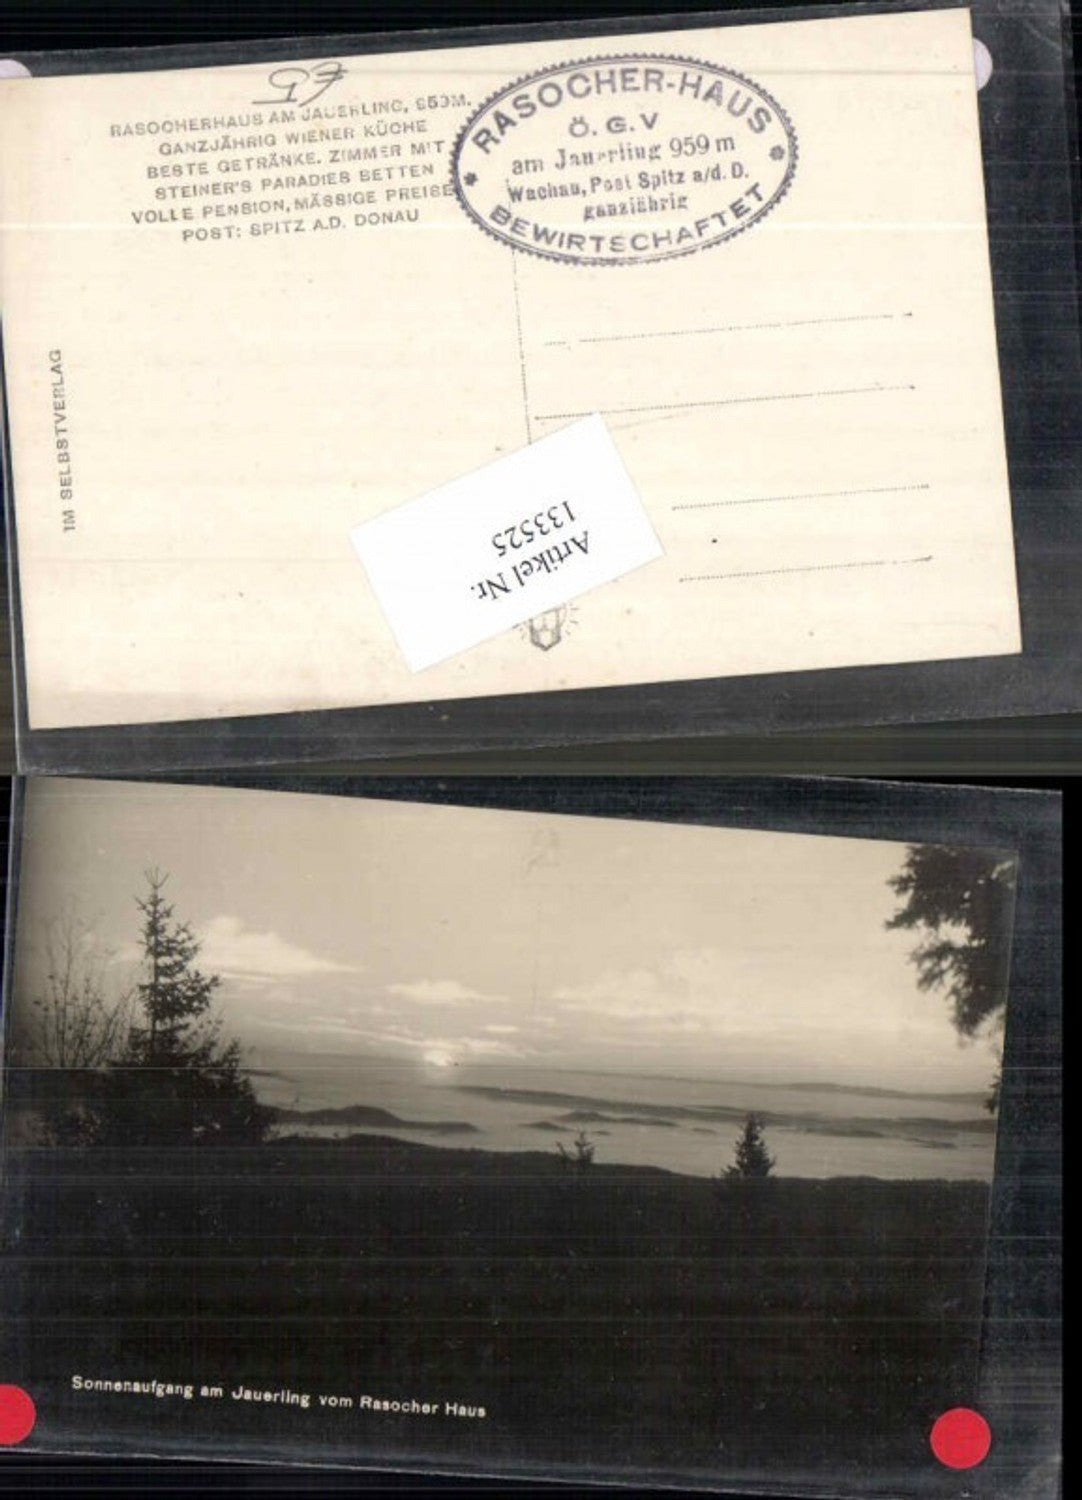 RASOCHERHAUS AM JAUERLING, 959M.
GANZJÄHRIG WIENER KÜCHE
BESTE GETRÄNKE. ZIMMER MIT
STEINER'S PARADIES BETTEN
VOLLE PENSION, MÄSSIGE PREISE
POST: SPITZ A.D. DONAU
RASOCHER-HAUS
Ö. G. V
am Jauerling 959 m
Wachau, Post Spitz a/d. D.
ganzjährig
BEWIRTSCHAFTET
IM SELBSTVERLAG
Artikel Nr.
133525
Sonnenaufgang am Jauerling vom Rasocher Haus